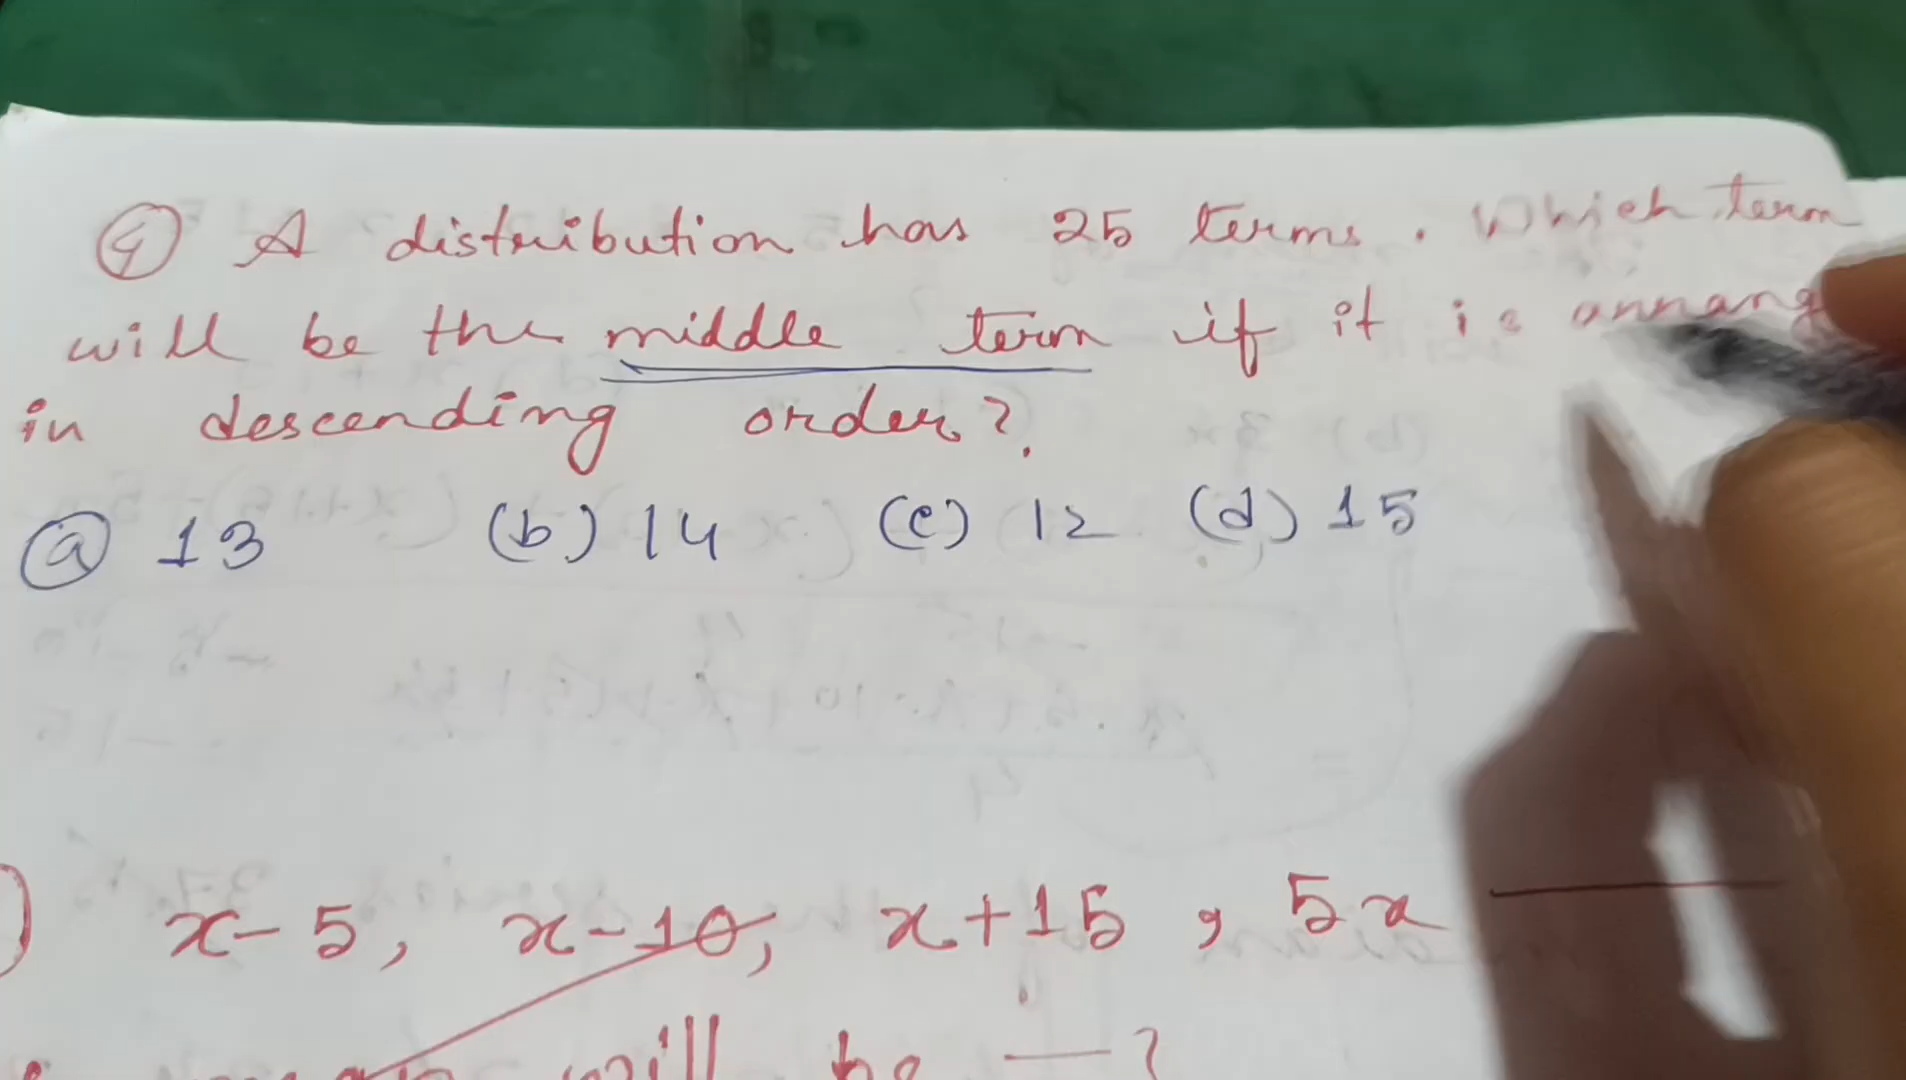 ④ A distribution has 25 terms. Which term
will be the middle term if it is arrang
in descending order?
ⓐ 13 (b) 14 (c) 12 (d) 15
) x-5, x-10, x+15, 5x
will be — ?